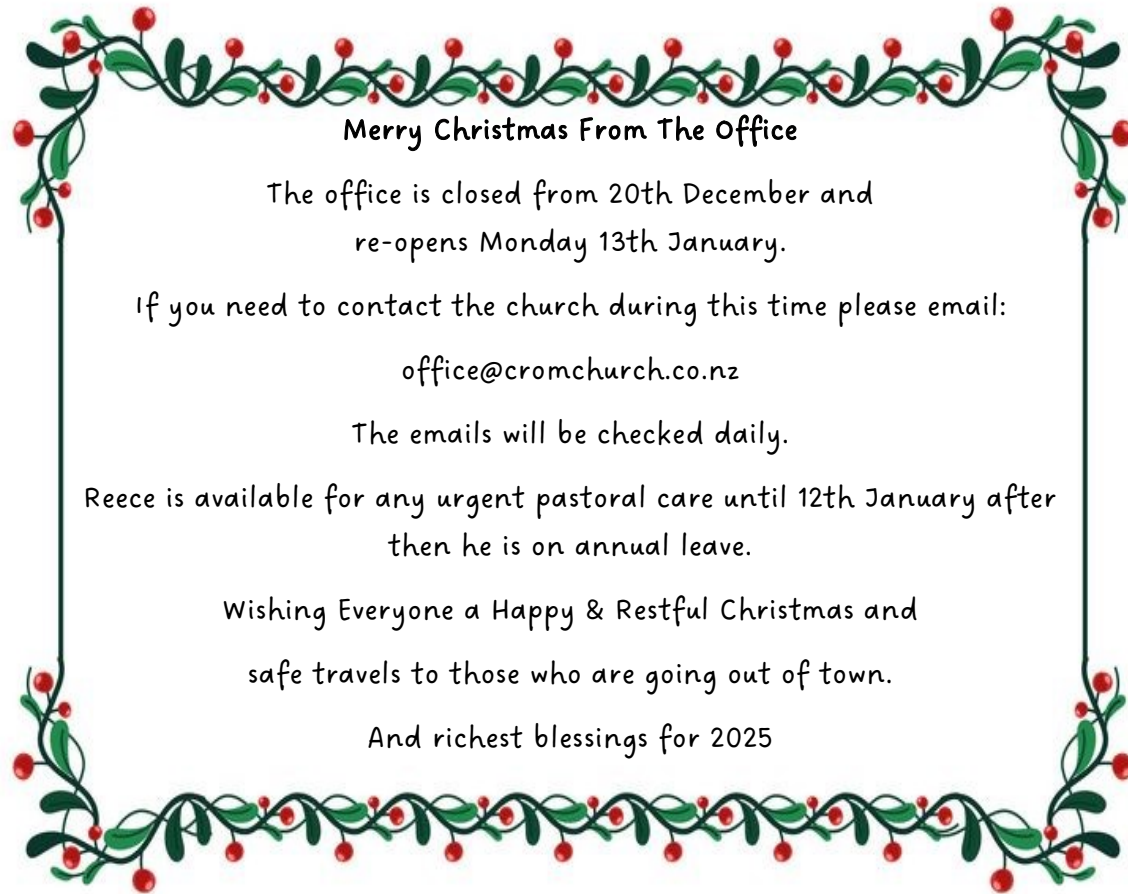 Merry Christmas From The Office
The office is closed from 20th December and
re-opens Monday 13th January.
If you need to contact the church during this time please email:
office@cromchurch.co.nz
The emails will be checked daily.
Reece is available for any urgent pastoral care until 12th January after
then he is on annual leave.
Wishing Everyone a Happy & Restful Christmas and
safe travels to those who are going out of town.
And richest blessings for 2025